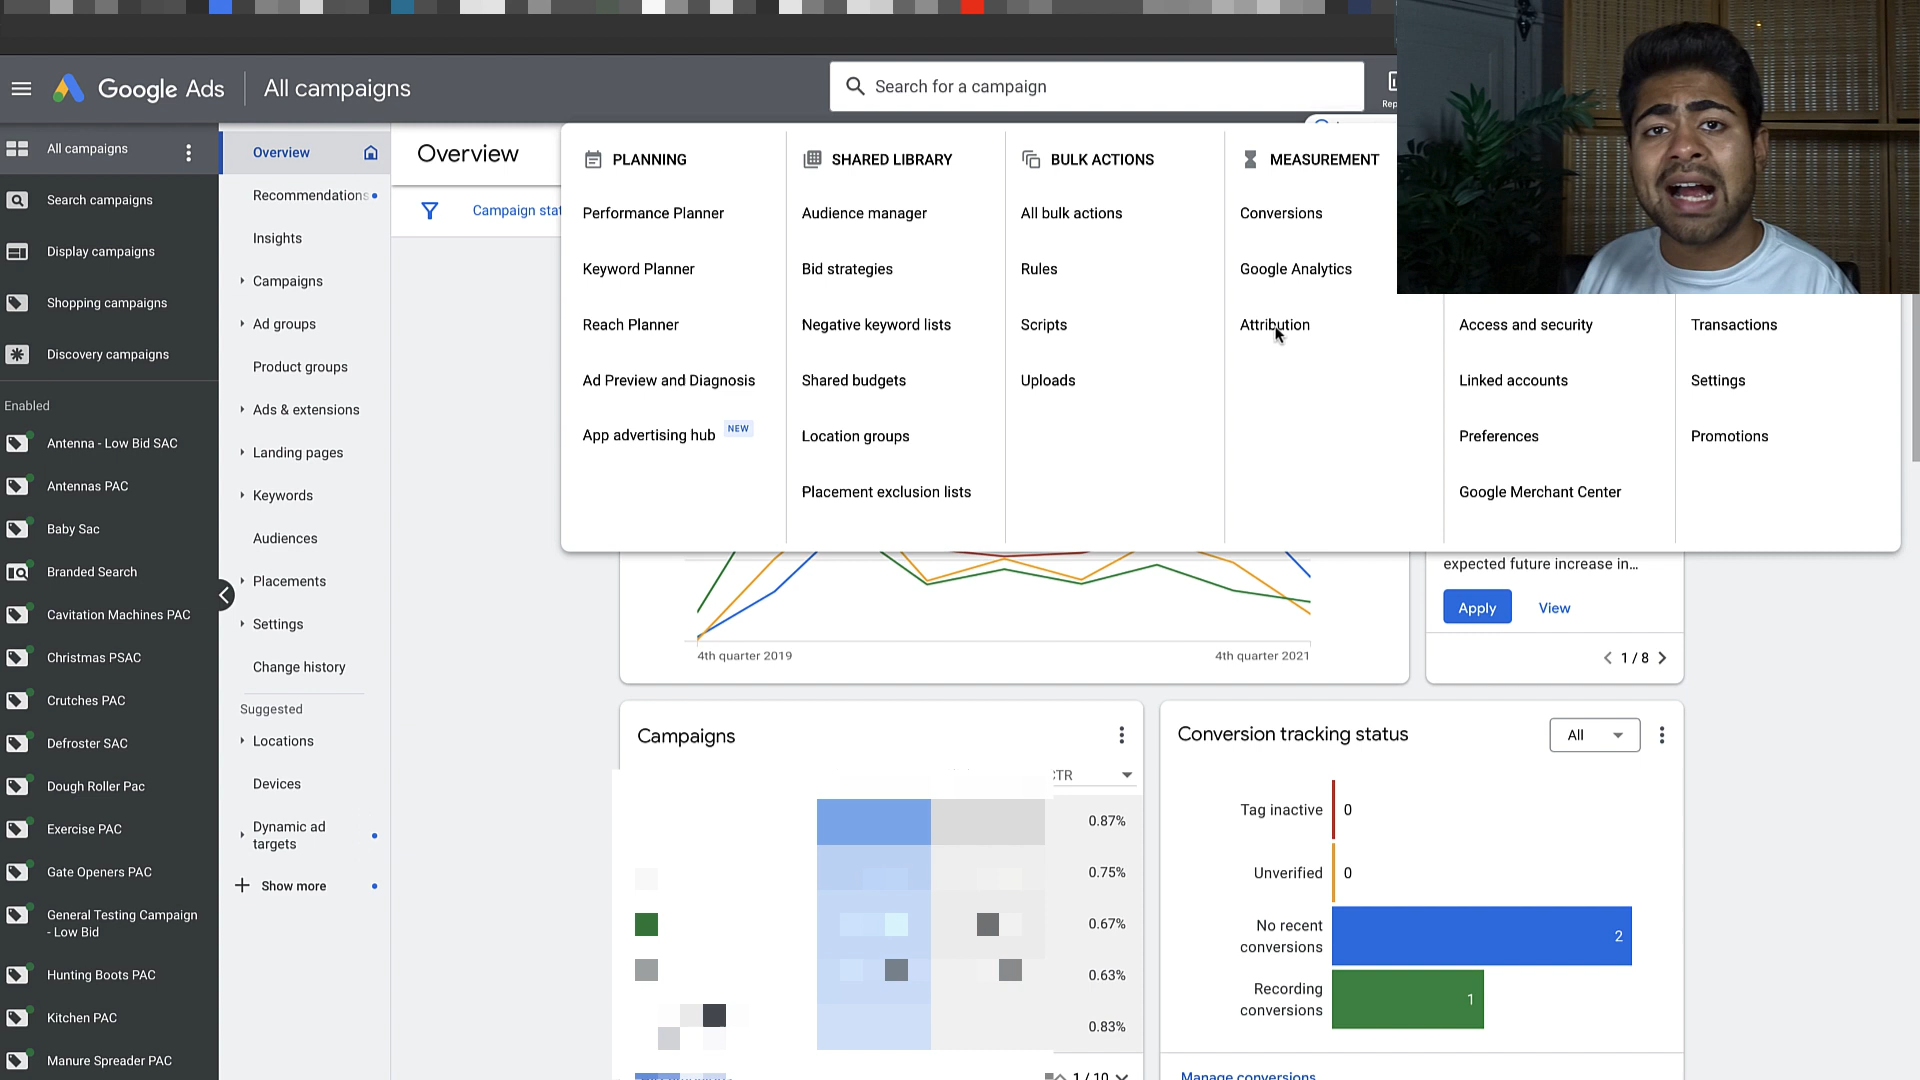 Google Ads
All campaigns
Search for a campaign
All campaigns
Search campaigns
Display campaigns
Shopping campaigns
Discovery campaigns
Enabled
Antenna - Low Bid SAC
Antennas PAC
Baby Sac
Branded Search
Cavitation Machines PAC
Christmas PSAC
Crutches PAC
Defroster SAC
Dough Roller Pac
Exercise PAC
Gate Openers PAC
General Testing Campaign
- Low Bid
Hunting Boots PAC
Kitchen PAC
Manure Spreader PAC
Overview
Recommendations
Insights
Campaigns
Ad groups
Product groups
Ads & extensions
Landing pages
Keywords
Audiences
Placements
Settings
Change history
Suggested
Locations
Devices
Dynamic ad
targets
Show more
Overview
Campaign stat
PLANNING
Performance Planner
Keyword Planner
Reach Planner
Ad Preview and Diagnosis
App advertising hub NEW
SHARED LIBRARY
Audience manager
Bid strategies
Negative keyword lists
Shared budgets
Location groups
Placement exclusion lists
BULK ACTIONS
All bulk actions
Rules
Scripts
Uploads
MEASUREMENT
Conversions
Google Analytics
Attribution
Access and security
Linked accounts
Preferences
Google Merchant Center
Transactions
Settings
Promotions
4th quarter 2019
4th quarter 2021
expected future increase in...
Apply
View
1 / 8
Campaigns
CTR
0.87%
0.75%
0.67%
0.63%
0.83%
1 / 10
Conversion tracking status
All
Tag inactive 0
Unverified 0
No recent
conversions
2
Recording
conversions
1
Manage conversions